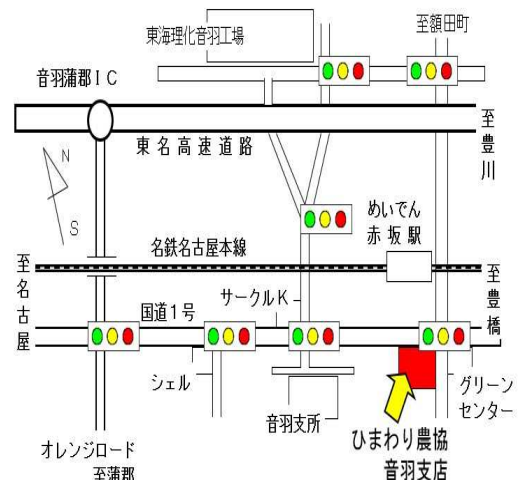 東海理化音羽工場
至額田町
音羽蒲郡IC
至豊川
東名高速道路
N
S
めいでん
赤坂駅
名鉄名古屋本線
至名古屋
至豊橋
サークルK
国道1号
シェル
グリーン
センター
音羽支所
ひまわり農協
音羽支店
オレンジロード
至蒲郡